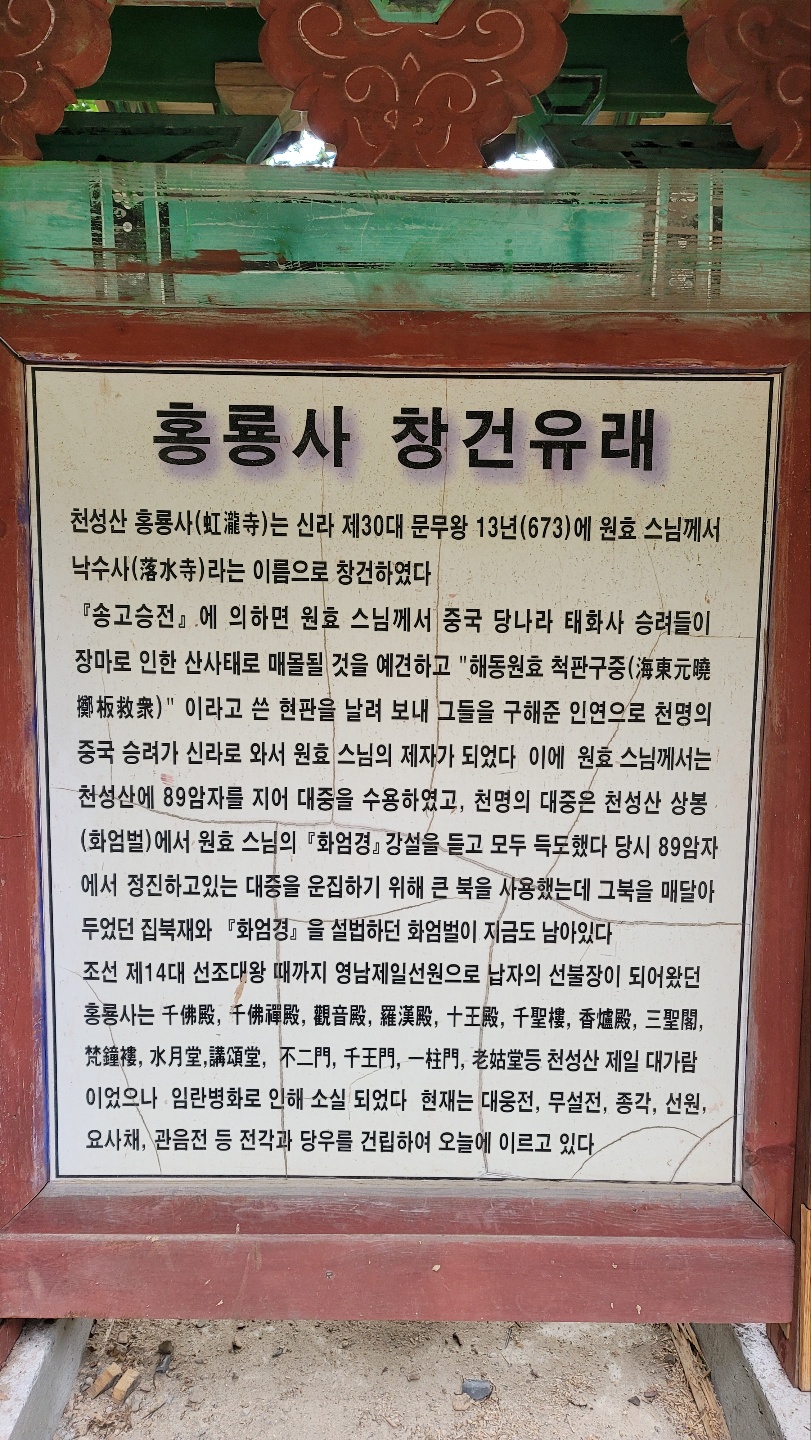 홍룡사 창건유래
천성산 홍룡사(虹瀧寺)는 신라 제30대 문무왕 13년(673)에 원효 스님께서
낙수사(落水寺)라는 이름으로 창건하였다
『송고승전』에 의하면 원효 스님께서 중국 당나라 태화사 승려들이
장마로 인한 산사태로 매몰될 것을 예견하고 "해동원효 척판구중(海東元曉
擲板救衆)" 이라고 쓴 현판을 날려 보내 그들을 구해준 인연으로 천명의
중국 승려가 신라로 와서 원효 스님의 제자가 되었다 이에 원효 스님께서는
천성산에 89암자를 지어 대중을 수용하였고, 천명의 대중은 천성산 상봉
(화엄벌)에서 원효 스님의 『화엄경』강설을 듣고 모두 득도했다 당시 89암자
에서 정진하고있는 대중을 운집하기 위해 큰 북을 사용했는데 그북을 매달아
두었던 집북재와 『화엄경』을 설법하던 화엄벌이 지금도 남아있다
조선 제14대 선조대왕 때까지 영남제일선원으로 납자의 선불장이 되어왔던
홍룡사는 千佛殿, 千佛禪殿, 觀音殿, 羅漢殿, 十王殿, 千聖樓, 香爐殿, 三聖閣,
梵鐘褸, 水月堂,講頌堂, 不二門, 千王門, 一柱門, 老姑堂등 천성산 제일 대가람
이었으나 임란병화로 인해 소실 되었다 현재는 대웅전, 무설전, 종각, 선원,
요사채, 관음전 등 전각과 당우를 건립하여 오늘에 이르고 있다